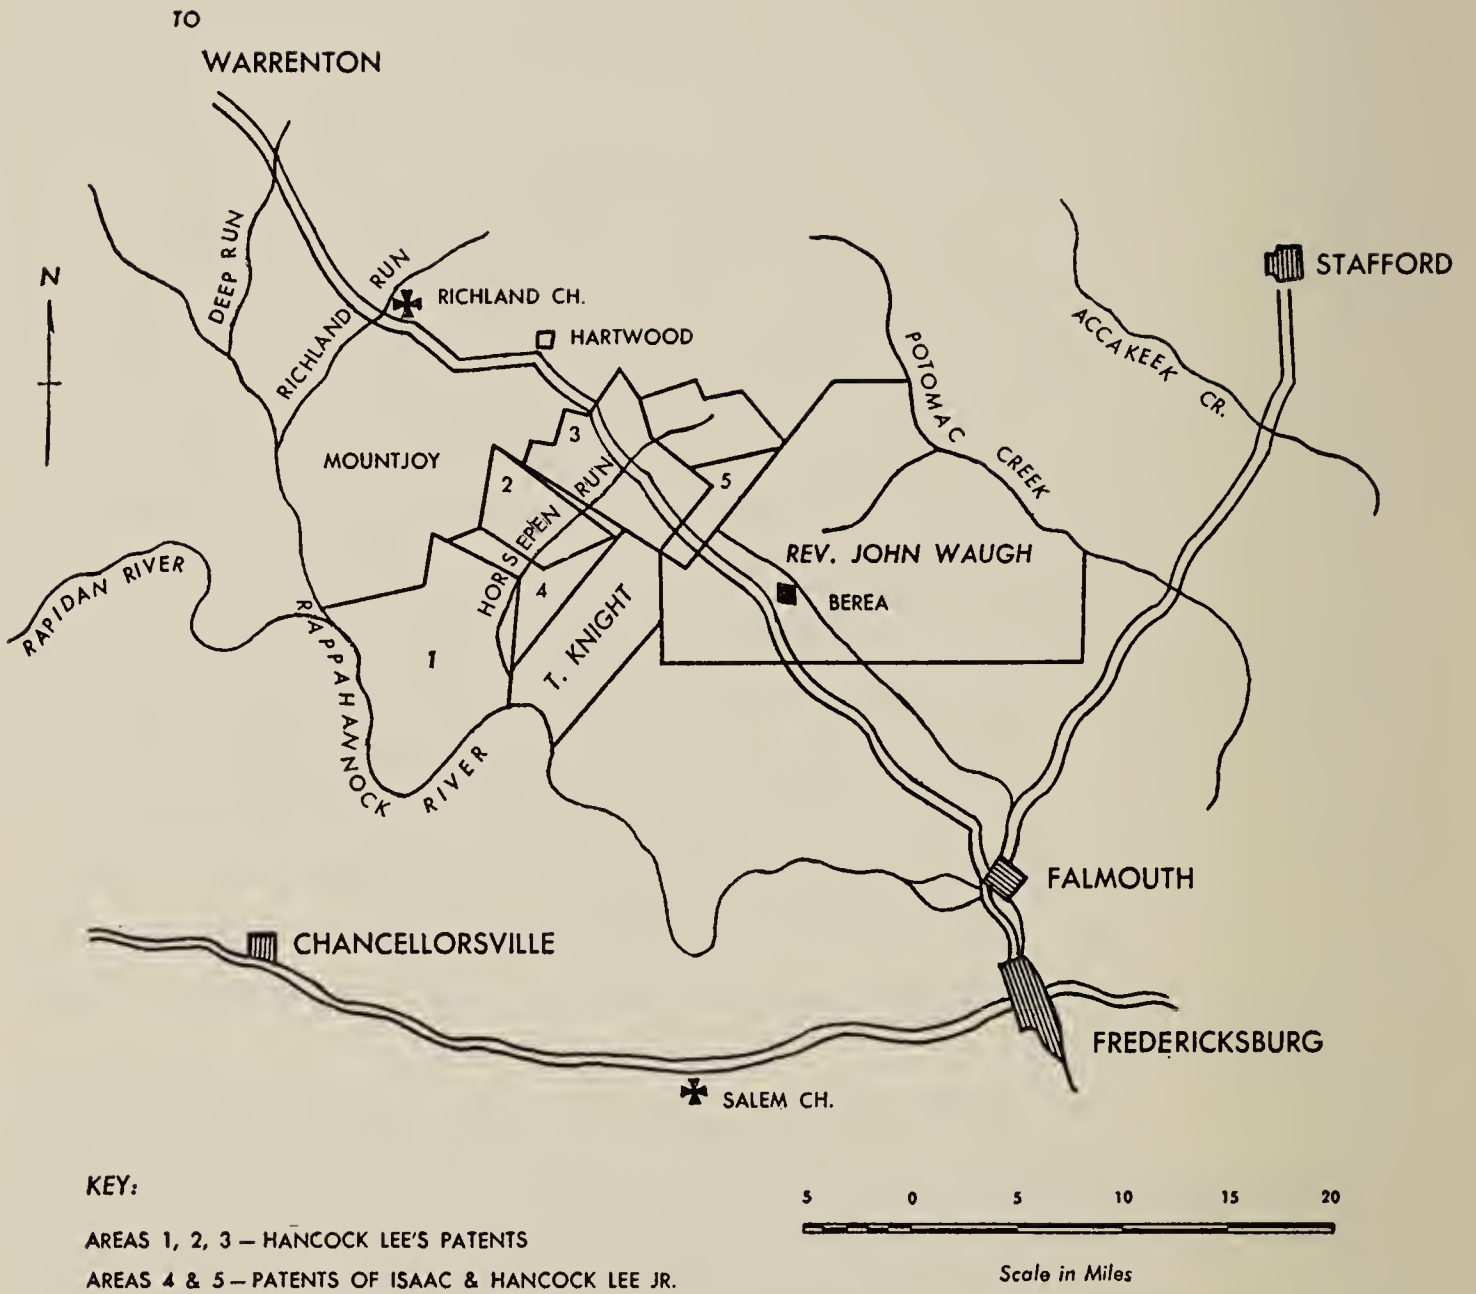 TO
WARRENTON
N
DEEP RUN
RICHLAND RUN
RICHLAND CH.
HARTWOOD
STAFFORD
POTOMAC CREEK
ACCAKEEK CR.
MOUNTJOY
3
2
5
HORSEPEN RUN
RAPIDAN RIVER
REV. JOHN WAUGH
BEREA
4
T. KNIGHT
1
RAPPAHANNOCK RIVER
FALMOUTH
CHANCELLORSVILLE
FREDERICKSBURG
SALEM CH.
KEY:
AREAS 1, 2, 3 – HANCOCK LEE'S PATENTS
AREAS 4 & 5 – PATENTS OF ISAAC & HANCOCK LEE JR.
5 0 5 10 15 20
Scale in Miles